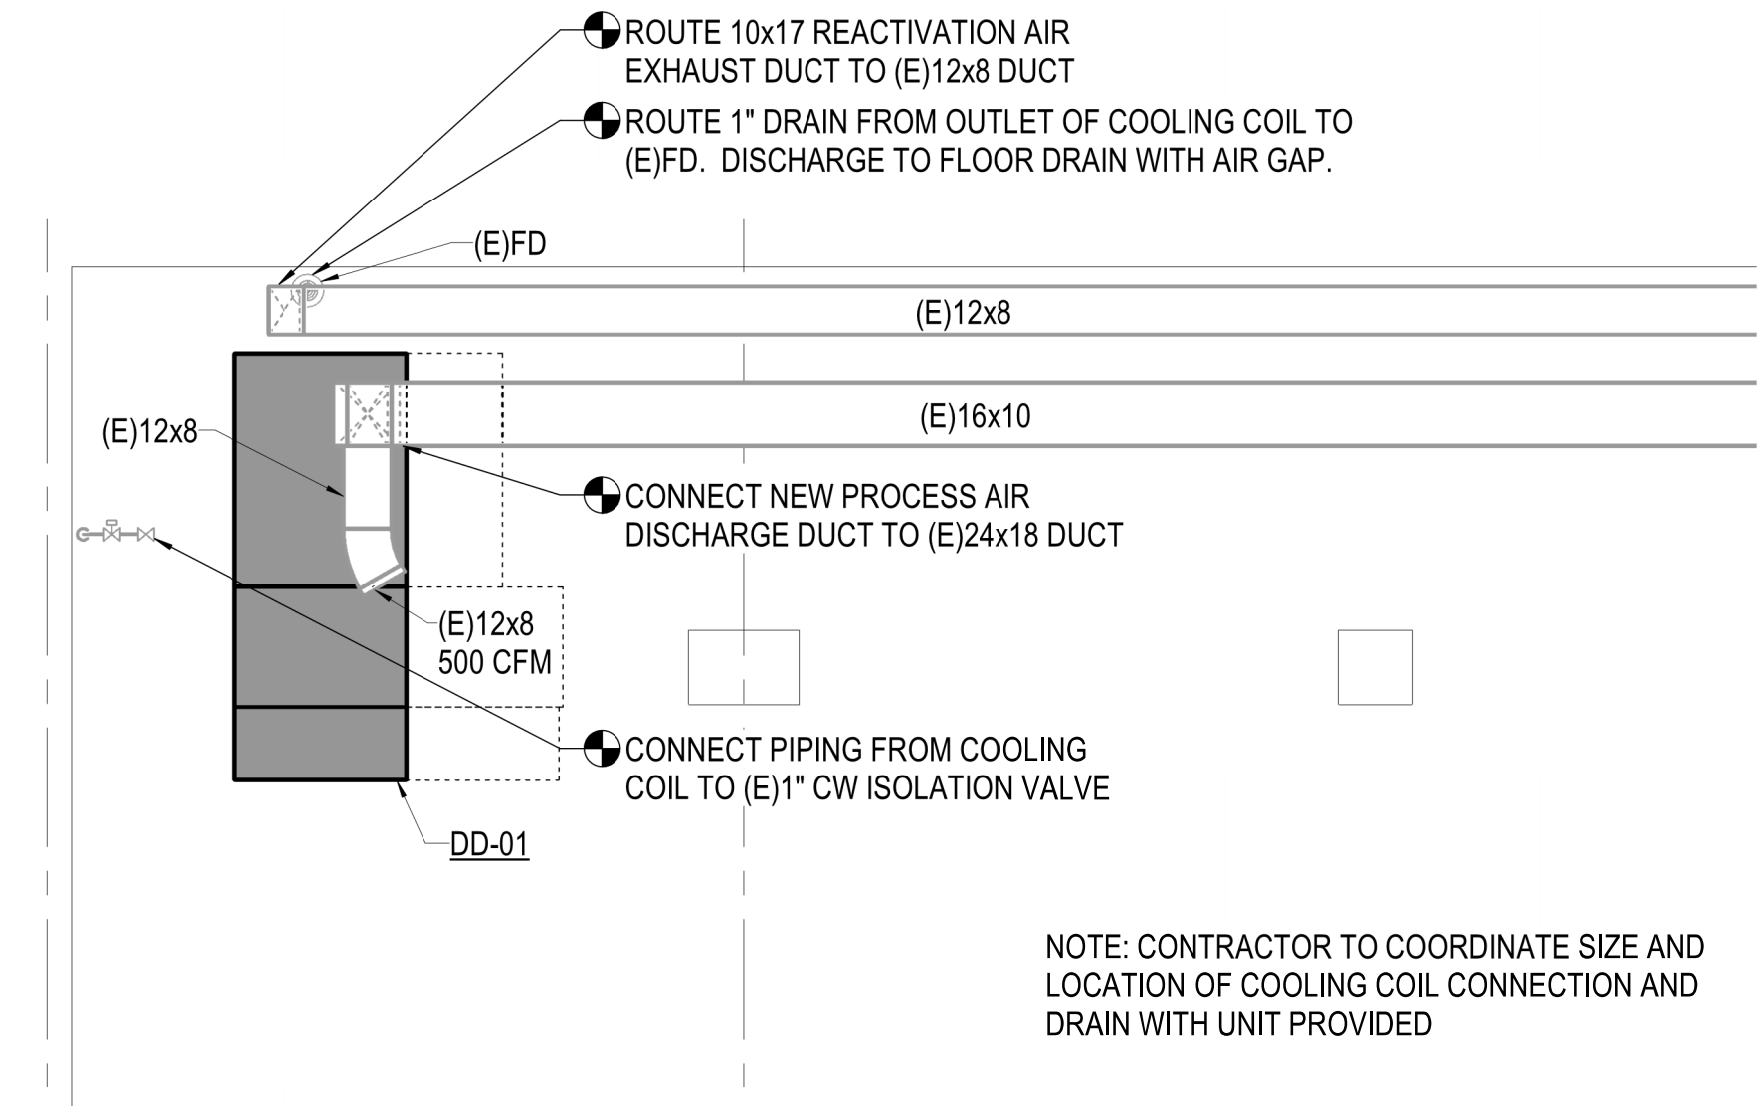 ROUTE 10x17 REACTIVATION AIR
EXHAUST DUCT TO (E)12x8 DUCT
ROUTE 1" DRAIN FROM OUTLET OF COOLING COIL TO
(E)FD. DISCHARGE TO FLOOR DRAIN WITH AIR GAP.
(E)FD
(E)12x8
(E)16x10
(E)12x8
CONNECT NEW PROCESS AIR
DISCHARGE DUCT TO (E)24x18 DUCT
(E)12x8
500 CFM
CONNECT PIPING FROM COOLING
COIL TO (E)1" CW ISOLATION VALVE
DD-01
NOTE: CONTRACTOR TO COORDINATE SIZE AND
LOCATION OF COOLING COIL CONNECTION AND
DRAIN WITH UNIT PROVIDED